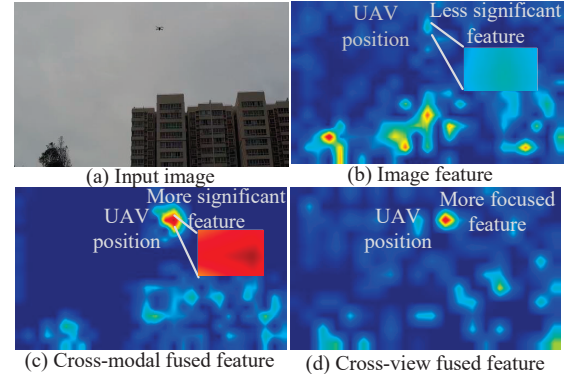 UAV
position
Less significant
feature
(a) Input image
(b) Image feature
More significant
feature
UAV
position
UAV
position
More focused
feature
(c) Cross-modal fused feature
(d) Cross-view fused feature